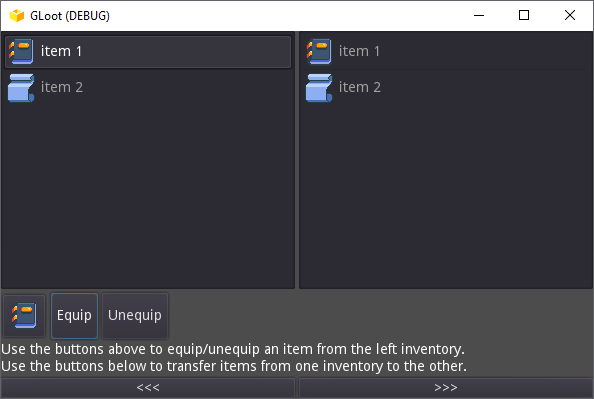 GLoot (DEBUG)
item 1
item 2
item 1
item 2
Equip
Unequip
Use the buttons above to equip/unequip an item from the left inventory.
Use the buttons below to transfer items from one inventory to the other.
<<<
>>>